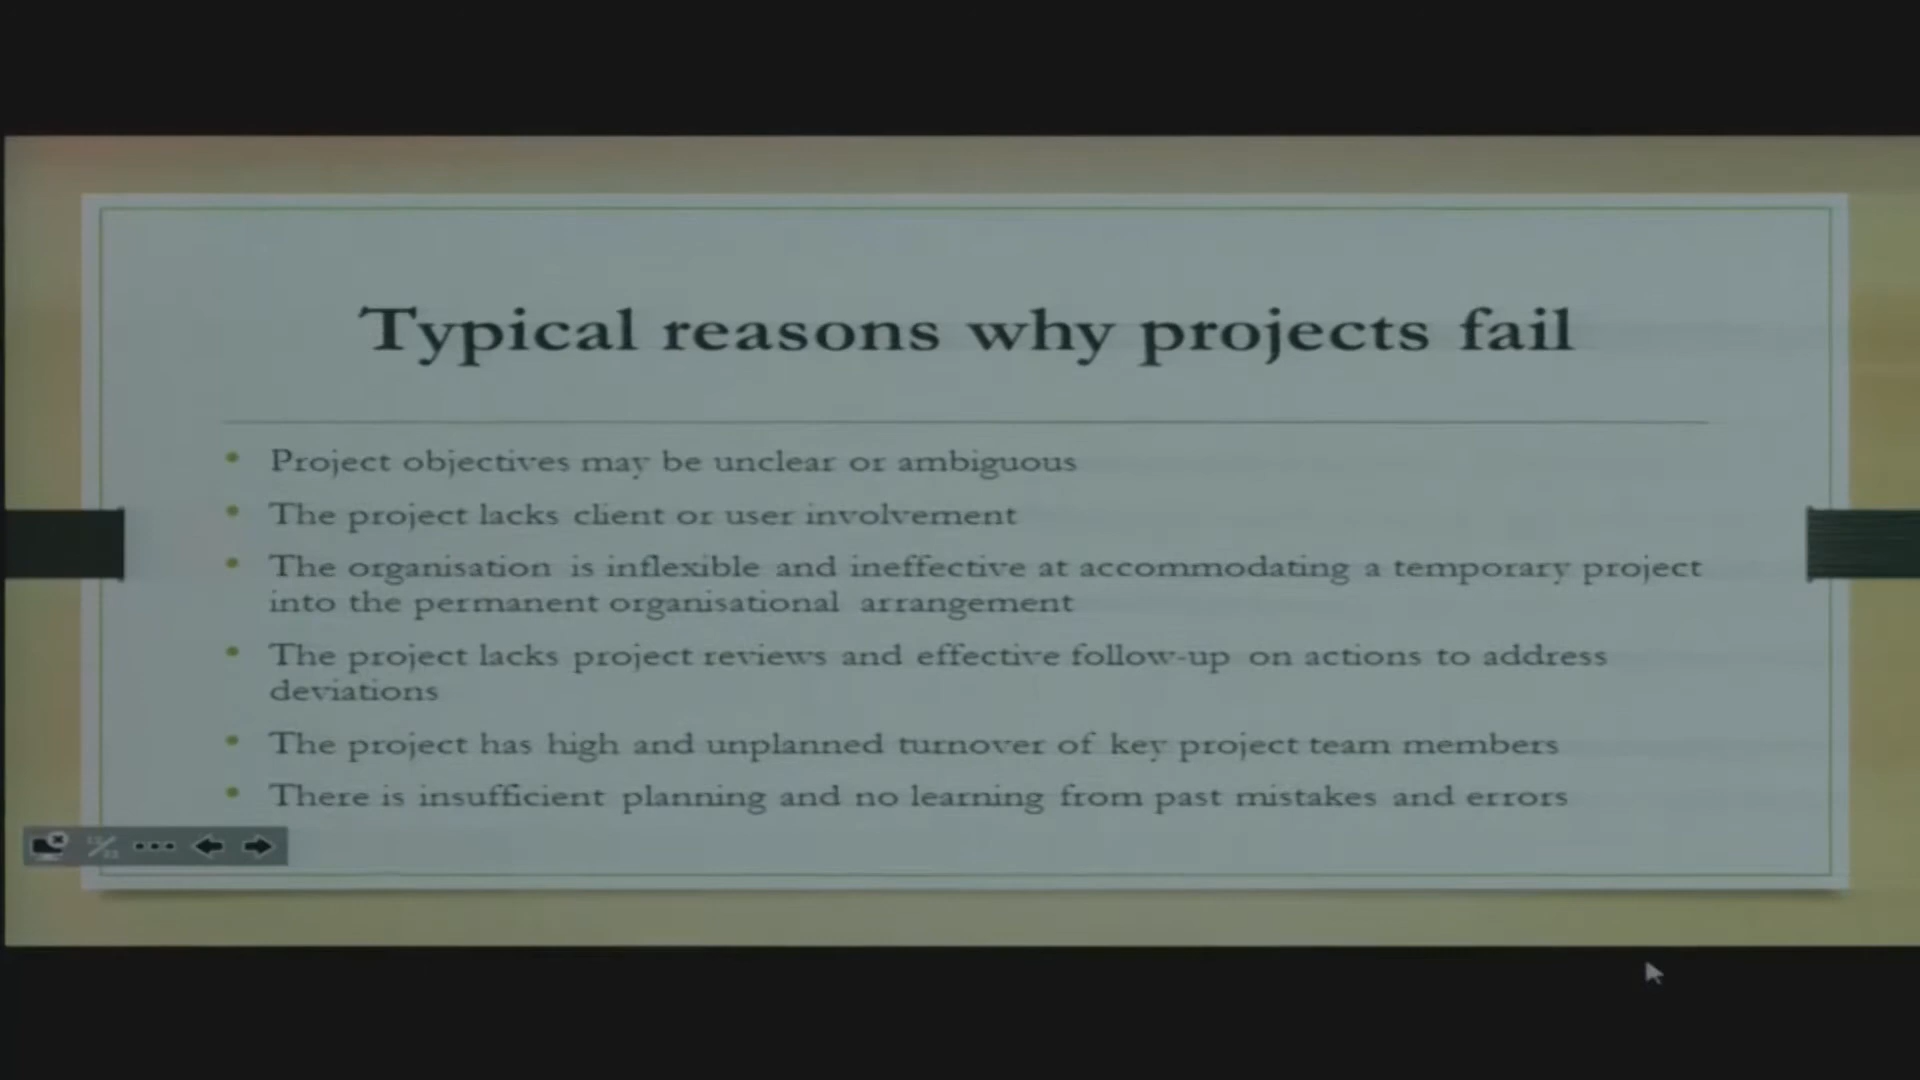 Typical reasons why projects fail
Project objectives may be unclear or ambiguous
The project lacks client or user involvement
The organisation is inflexible and ineffective at accommodating a temporary project
into the permanent organisational arrangement
The project lacks project reviews and effective follow-up on actions to address
deviations
The project has high and unplanned turnover of key project team members
There is insufficient planning and no learning from past mistakes and errors